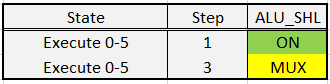 State Step ALU_SHL
Execute 0-5 1 ON
Execute 0-5 3 MUX